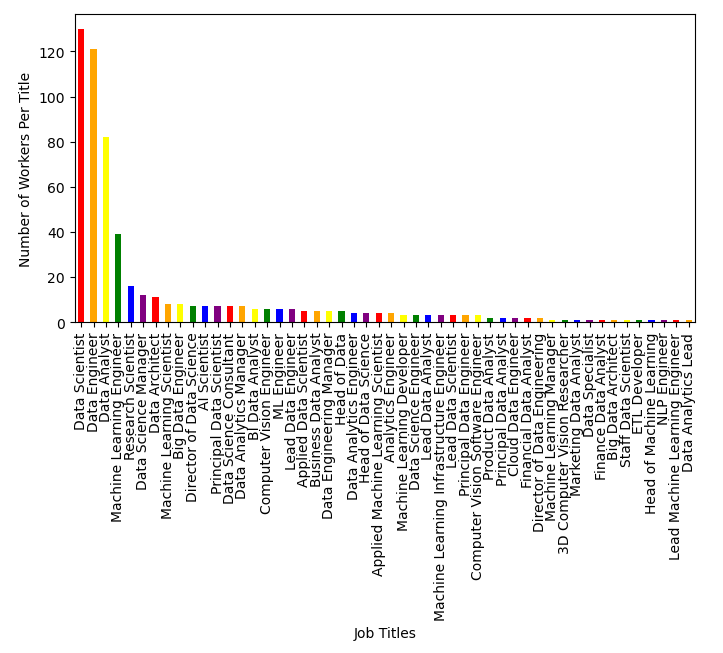 Number of Workers Per Title
120
100
80
60
40
20
0
Data Scientist
Data Engineer
Data Analyst
Machine Learning Engineer
Research Scientist
Data Science Manager
Data Architect
Machine Learning Scientist
Big Data Engineer
Director of Data Science
AI Scientist
Principal Data Scientist
Data Science Consultant
Data Analytics Manager
BI Data Analyst
Computer Vision Engineer
ML Engineer
Lead Data Engineer
Applied Data Scientist
Business Data Analyst
Data Engineering Manager
Head of Data
Data Analytics Engineer
Head of Data Science
Applied Machine Learning Scientist
Analytics Engineer
Machine Learning Developer
Data Science Engineer
Lead Data Analyst
Machine Learning Infrastructure Engineer
Lead Data Scientist
Principal Data Engineer
Computer Vision Software Engineer
Product Data Analyst
Principal Data Analyst
Cloud Data Engineer
Financial Data Analyst
Director of Data Engineering
Machine Learning Manager
3D Computer Vision Researcher
Marketing Data Analyst
Data Specialist
Finance Data Analyst
Big Data Architect
Staff Data Scientist
ETL Developer
Head of Machine Learning
NLP Engineer
Lead Machine Learning Engineer
Data Analytics Lead
Job Titles